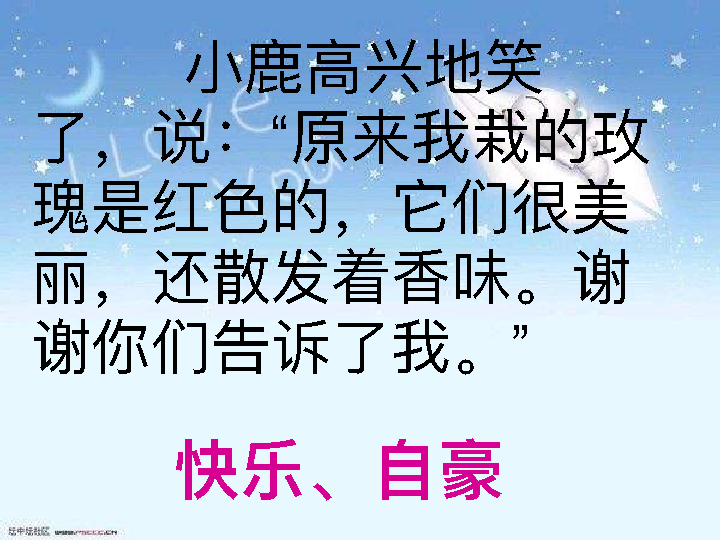 小鹿高兴地笑
了，说：“原来我栽的玫
瑰是红色的，它们很美
丽，还散发着香味。谢
谢你们告诉了我。”
快乐、自豪
I Love
You